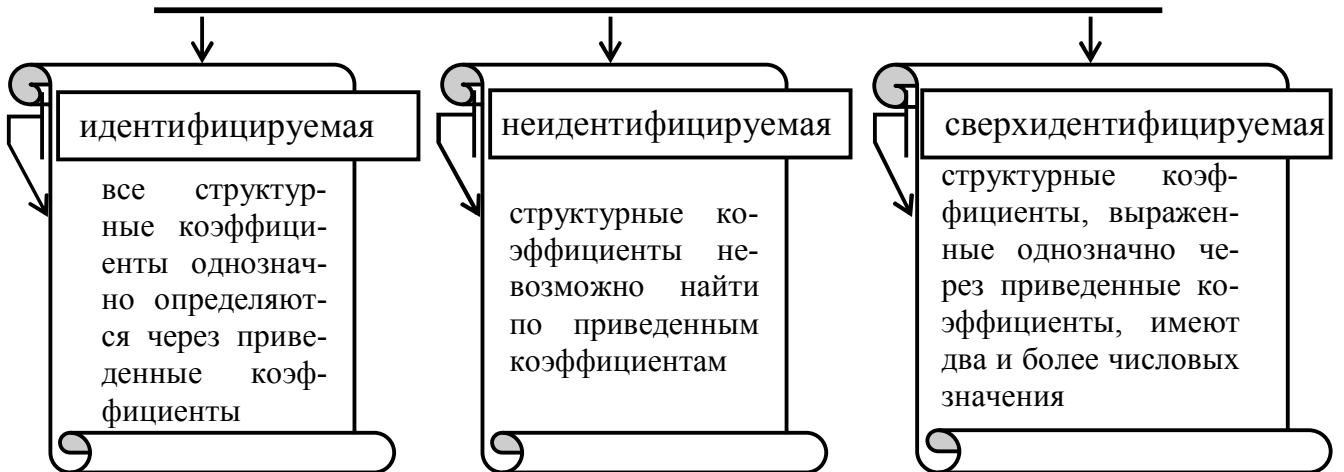 идентифицируемая
все структур-
ные коэффици-
енты однознач-
но определяют-
ся через приве-
денные коэф-
фициенты
неидентифицируемая
структурные ко-
эффициенты не-
возможно найти
по приведенным
коэффициентам
сверхидентифицируемая
структурные коэф-
фициенты, выражен-
ные однозначно че-
рез приведенные ко-
эффициенты, имеют
два и более числовых
значения